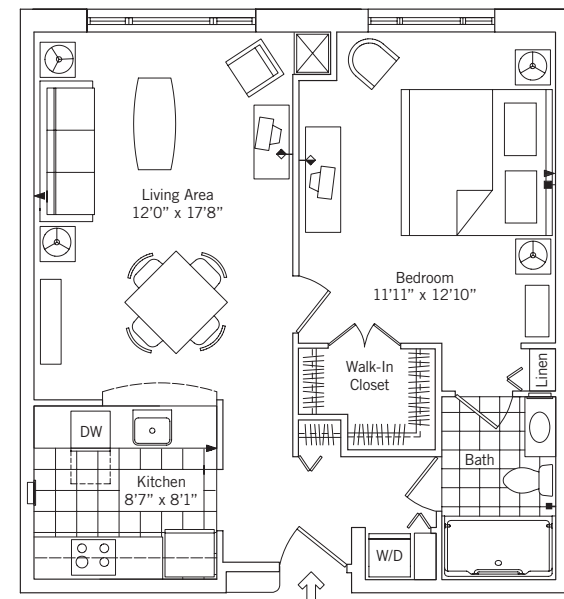 Living Area
12’0” x 17’8”
Bedroom
11’11” x 12’10”
Walk-In
Closet
Linen
DW
Kitchen
8’7” x 8’1”
Bath
W/D